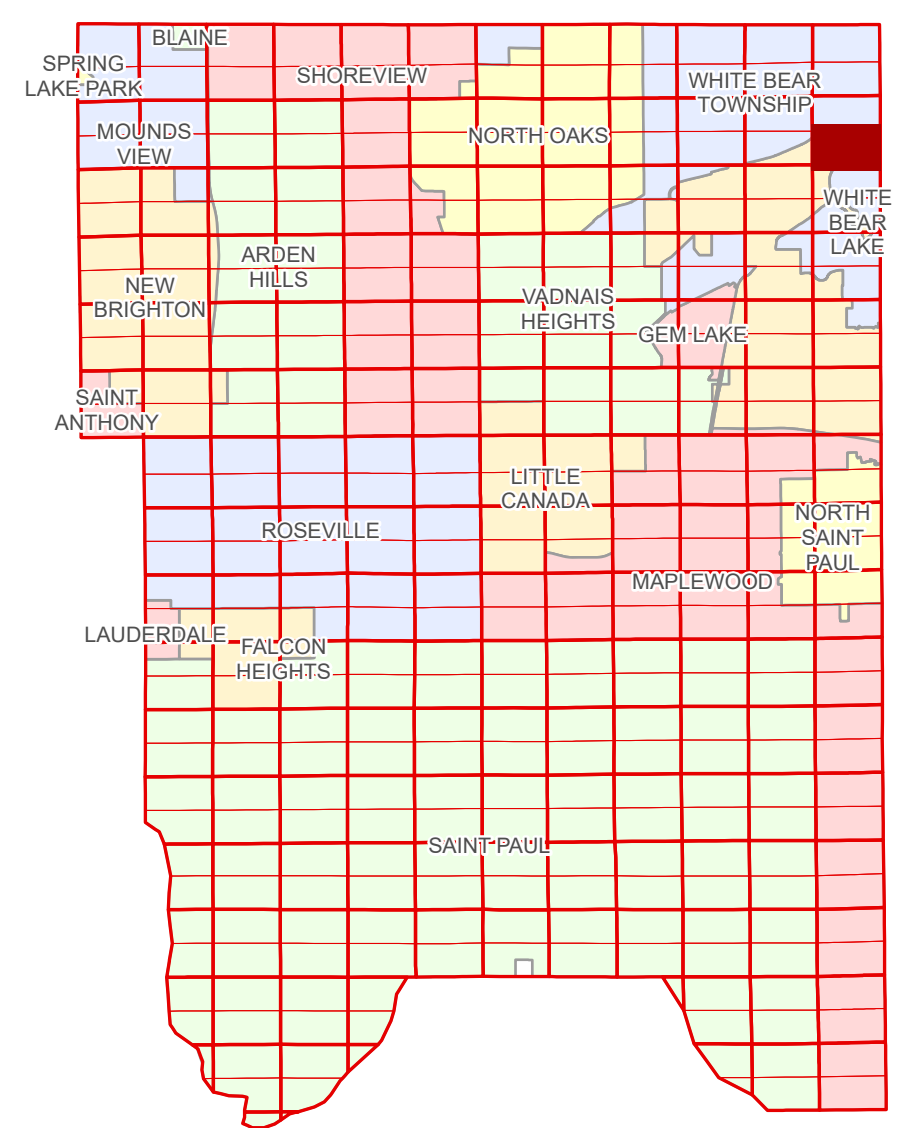 BLAINE
SPRING
LAKE PARK
SHOREVIEW
WHITE BEAR
TOWNSHIP
MOUNDS
VIEW
NORTH OAKS
WHITE
BEAR
LAKE
ARDEN
HILLS
NEW
BRIGHTON
VADNAIS
HEIGHTS
GEM LAKE
SAINT
ANTHONY
LITTLE
CANADA
NORTH
SAINT
PAUL
ROSEVILLE
MAPLEWOOD
LAUDERDALE
FALCON
HEIGHTS
SAINT PAUL